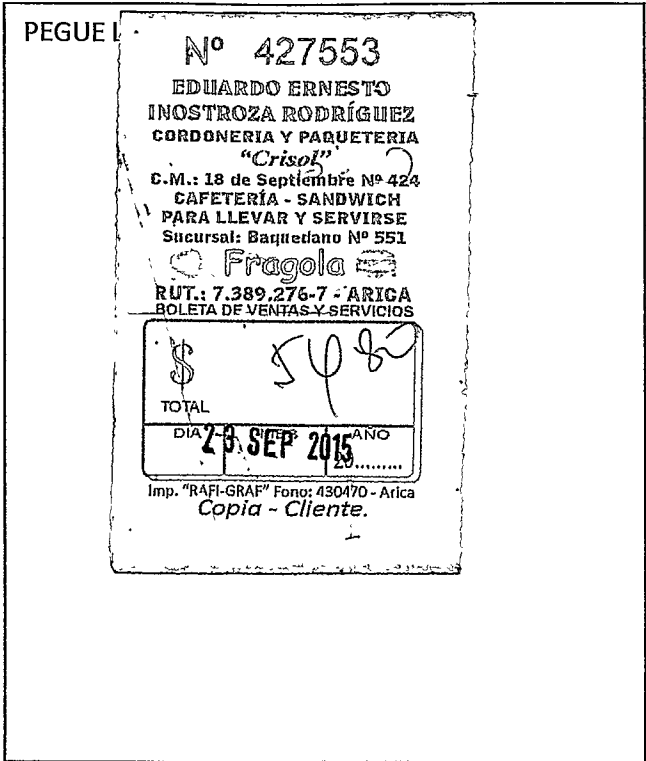 PEGUE L
Nº 427553
EDUARDO ERNESTO
INOSTROZA RODRÍGUEZ
CORDONERIA Y PAQUETERIA
"Crisol"
C.M.: 18 de Septiembre Nº 424
CAFETERÍA - SANDWICH
PARA LLEVAR Y SERVIRSE
Sucursal: Baquedano Nº 551
Fragola
RUT.: 7.389.276-7 - ARICA
BOLETA DE VENTAS Y SERVICIOS
$ 5480
TOTAL
DIA AÑO
23 SEP 2015
20.........
Imp. "RAFI-GRAF" Fono: 430470 - Arica
Copia - Cliente.